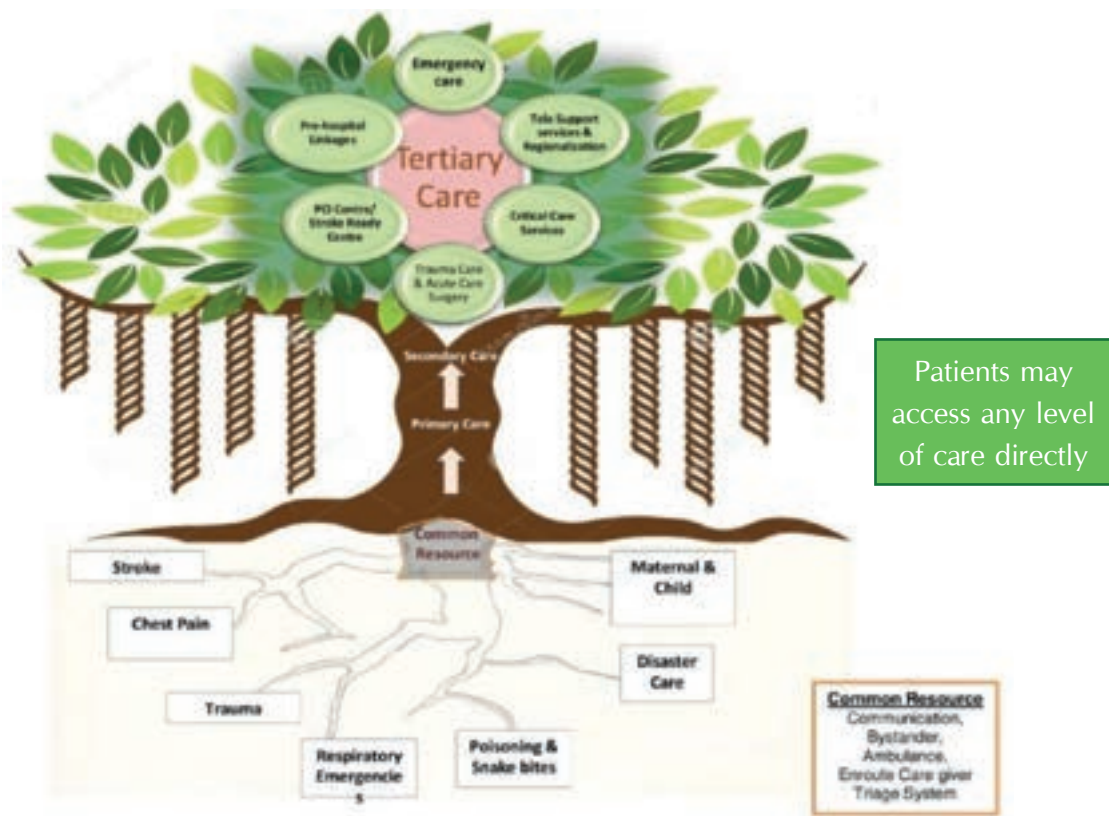 Emergency
care
Pre-hospital
Linkages
Tele Support
services &
Regionalization
Tertiary
Care
PCI Centre/
Stroke Ready
Centre
Critical Care
Services
Trauma Care
& Acute Care
Surgery
Secondary Care
Primary Care
Patients may
access any level
of care directly
Common
Resource
Stroke
Chest Pain
Trauma
Respiratory
Emergencie
s
Poisoning &
Snake bites
Disaster
Care
Maternal &
Child
Common Resource
Communication,
Bystander,
Ambulance,
Enroute Care giver
Triage System